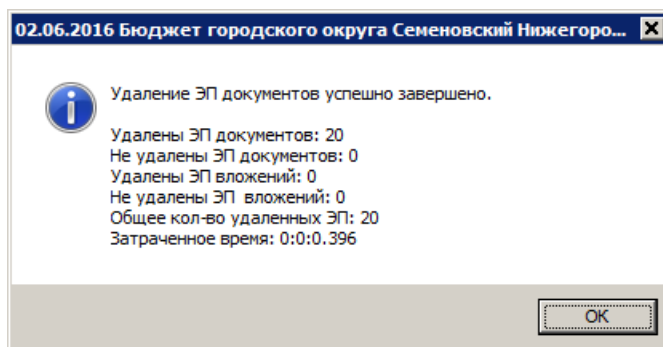 02.06.2016 Бюджет городского округа Семеновский Нижегоро...
Удаление ЭП документов успешно завершено.
Удалены ЭП документов: 20
Не удалены ЭП документов: 0
Удалены ЭП вложений: 0
Не удалены ЭП вложений: 0
Общее кол-во удаленных ЭП: 20
Затраченное время: 0:0:0.396
OK